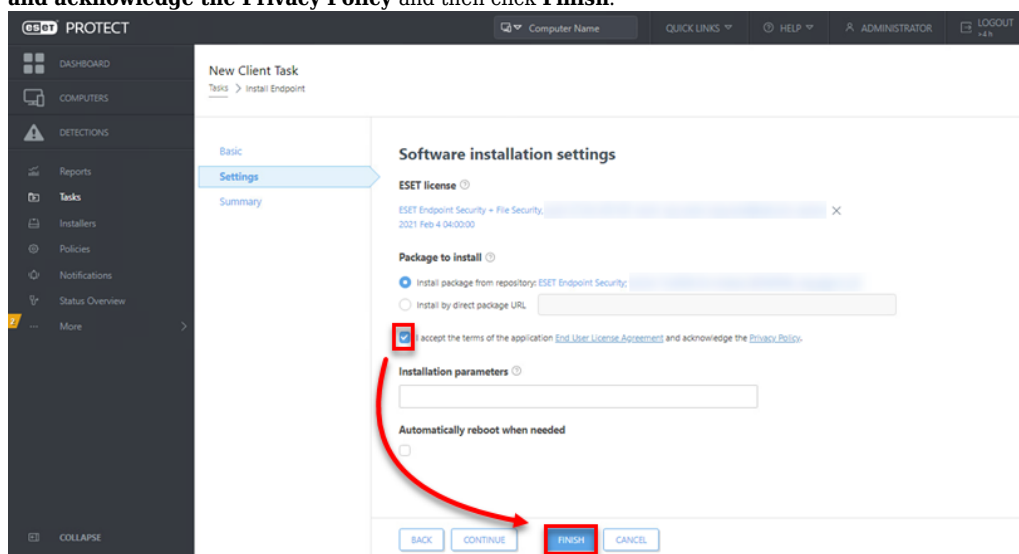 and acknowledge the Privacy Policy and then click Finish.
eset PROTECT
Computer Name
QUICK LINKS
HELP
ADMINISTRATOR
LOGOUT
>4 h
DASHBOARD
COMPUTERS
DETECTIONS
Reports
Tasks
Installers
Policies
Notifications
Status Overview
More
COLLAPSE
New Client Task
Tasks > Install Endpoint
Basic
Settings
Summary
Software installation settings
ESET license
ESET Endpoint Security + File Security,
2021 Feb 4 04:00:00
Package to install
Install package from repository: ESET Endpoint Security;
Install by direct package URL
I accept the terms of the application End User License Agreement and acknowledge the Privacy Policy.
Installation parameters
Automatically reboot when needed
BACK
CONTINUE
FINISH
CANCEL